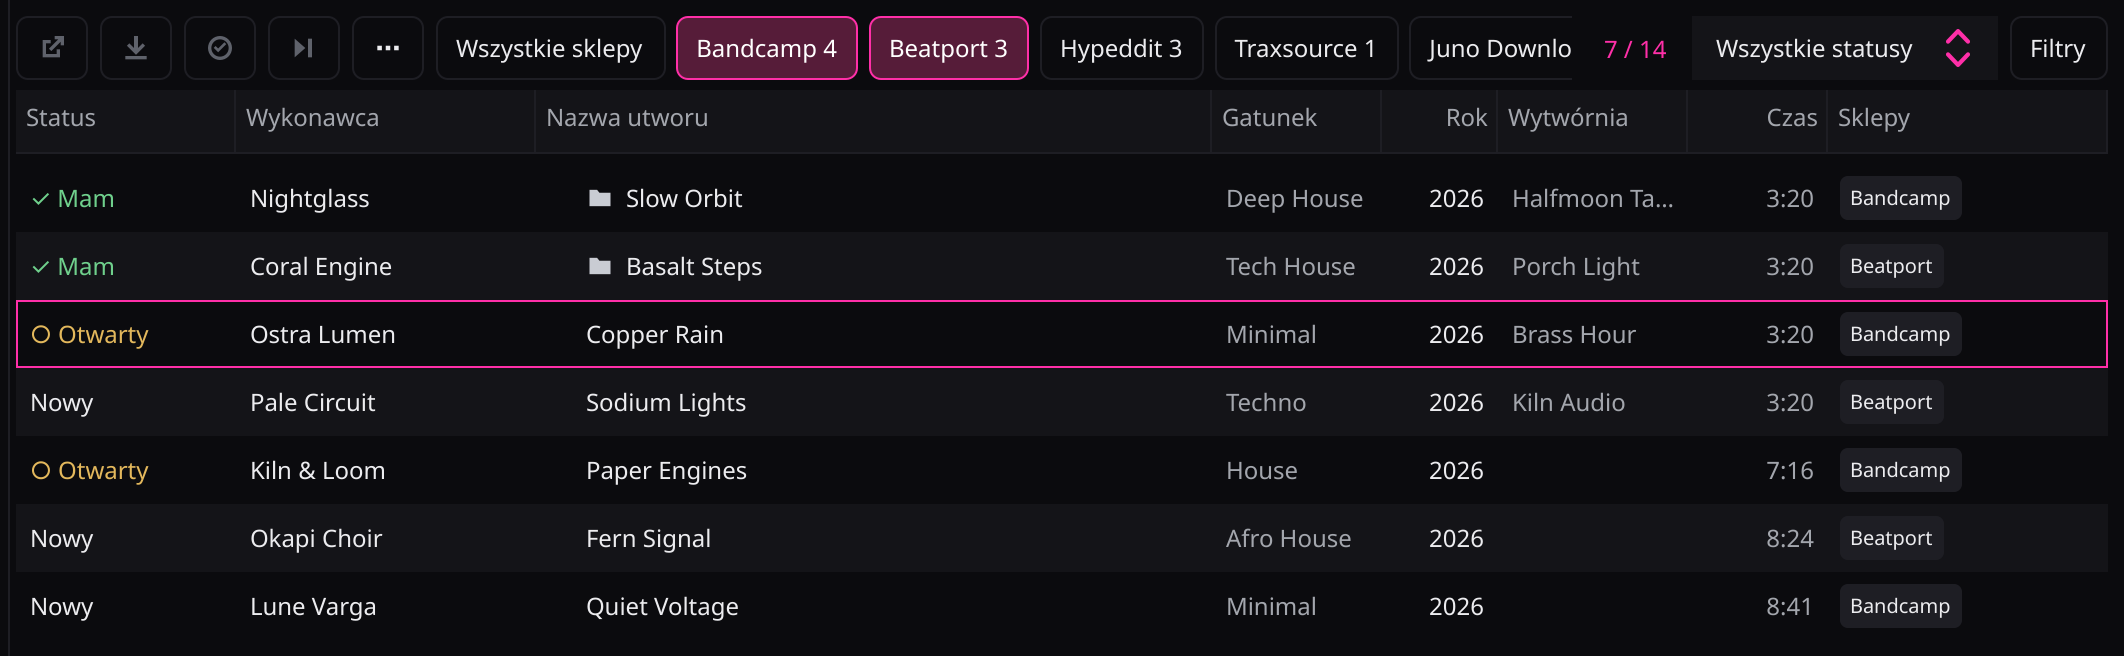 Wszystkie sklepy Bandcamp 4 Beatport 3 Hypeddit 3 Traxsource 1 Juno Downlo 7 / 14 Wszystkie statusy Filtry
Status Wykonawca Nazwa utworu Gatunek Rok Wytwórnia Czas Sklepy
Mam Nightglass Slow Orbit Deep House 2026 Halfmoon Ta... 3:20 Bandcamp
Mam Coral Engine Basalt Steps Tech House 2026 Porch Light 3:20 Beatport
Otwarty Ostra Lumen Copper Rain Minimal 2026 Brass Hour 3:20 Bandcamp
Nowy Pale Circuit Sodium Lights Techno 2026 Kiln Audio 3:20 Beatport
Otwarty Kiln & Loom Paper Engines House 2026 7:16 Bandcamp
Nowy Okapi Choir Fern Signal Afro House 2026 8:24 Beatport
Nowy Lune Varga Quiet Voltage Minimal 2026 8:41 Bandcamp